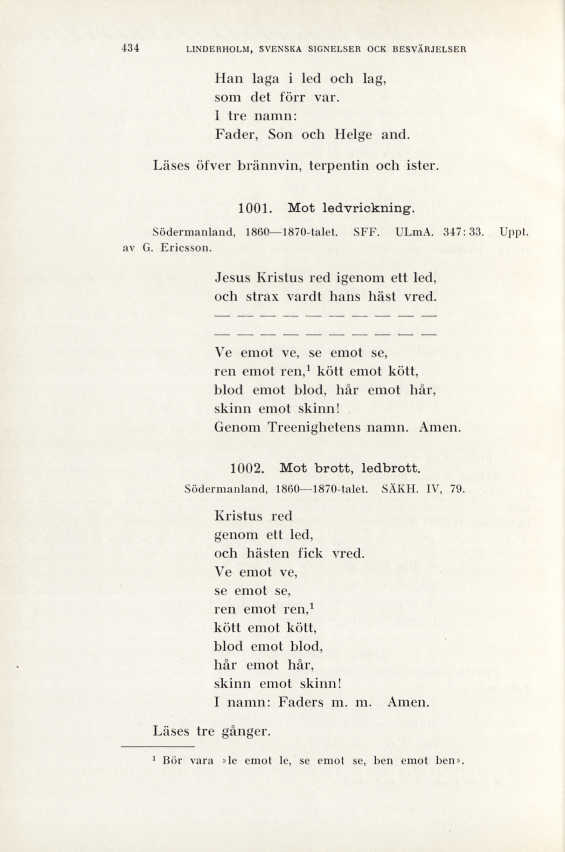 434 LINDERHOLM, SVENSKA SIGNELSER OCK BESVÄRJELSER
Han laga i led och lag,
som det förr var.
I tre namn:
Fader, Son och Helge and.
Läses öfver brännvin, terpentin och ister.
1001. Mot ledvrickning.
Södermanland, 1860—1870-talet. SFF. ULmA. 347: 33. Uppt.
av G. Ericsson.
Jesus Kristus red igenom ett led,
och strax vardt hans häst vred.
— — — — — — — — — —
— — — — — — — — — —
Ve emot ve, se emot se,
ren emot ren,¹ kött emot kött,
blod emot blod, hår emot hår,
skinn emot skinn!
Genom Treenighetens namn. Amen.
1002. Mot brott, ledbrott.
Södermanland, 1860—1870-talet. SÄKH. IV, 79.
Kristus red
genom ett led,
och hästen fick vred.
Ve emot ve,
se emot se,
ren emot ren,¹
kött emot kött,
blod emot blod,
hår emot hår,
skinn emot skinn!
I namn: Faders m. m. Amen.
Läses tre gånger.
¹ Bör vara »le emot le, se emot se, ben emot ben».